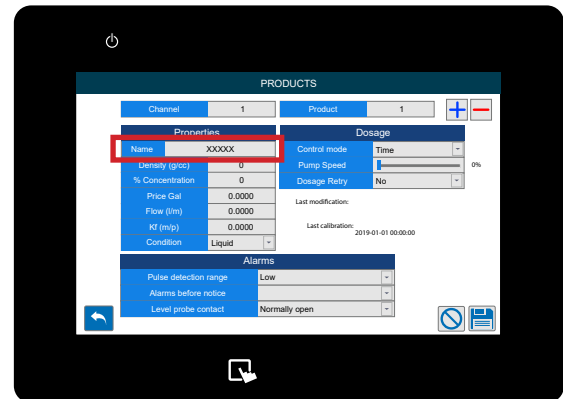 PRODUCTS
Channel 1 Product 1
Properties
Name XXXXX
Density (g/cc) 0
% Concentration 0
Price Gal 0.0000
Flow (l/m) 0.0000
Kf (m/p) 0.0000
Condition Liquid
Dosage
Control mode Time
Pump Speed 0%
Dosage Retry No
Last modification:
Last calibration:
2019-01-01 00:00:00
Alarms
Pulse detection range Low
Alarms before notice
Level probe contact Normally open